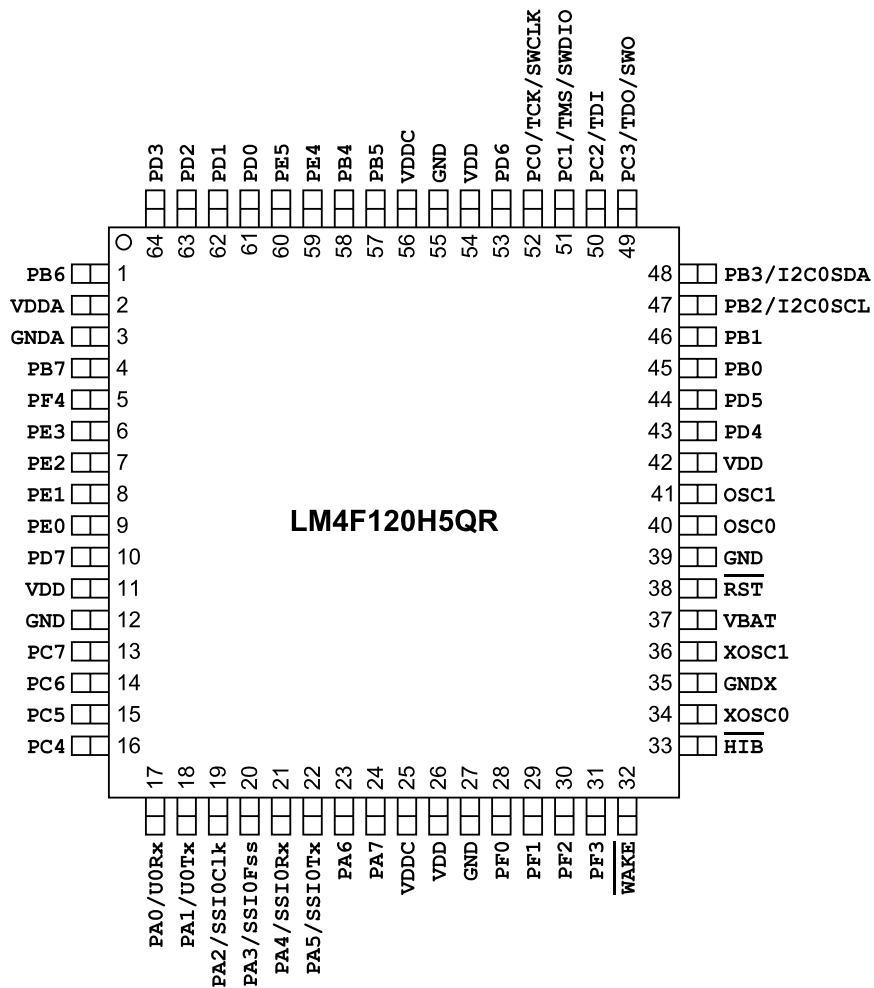 PC0/TCK/SWCLK
PC1/TMS/SWDIO
PC2/TDI
PC3/TDO/SWO
PD3 PD2 PD1 PD0 PE5 PE4 PB4 PB5 VDDC GND VDD PD6
64 63 62 61 60 59 58 57 56 55 54 53 52 51 50 49
PB6 1 48 PB3/I2C0SDA
VDDA 2 47 PB2/I2C0SCL
GNDA 3 46 PB1
PB7 4 45 PB0
PF4 5 44 PD5
PE3 6 43 PD4
PE2 7 42 VDD
PE1 8 41 OSC1
PE0 9 40 OSC0
LM4F120H5QR
PD7 10 39 GND
VDD 11 38 RST
GND 12 37 VBAT
PC7 13 36 XOSC1
PC6 14 35 GNDX
PC5 15 34 XOSC0
PC4 16 33 HIB
17 18 19 20 21 22 23 24 25 26 27 28 29 30 31 32
PA0/U0Rx
PA1/U0Tx
PA2/SSI0Clk
PA3/SSI0Fss
PA4/SSI0Rx
PA5/SSI0Tx
PA6
PA7
VDDC
VDD
GND
PF0
PF1
PF2
PF3
WAKE